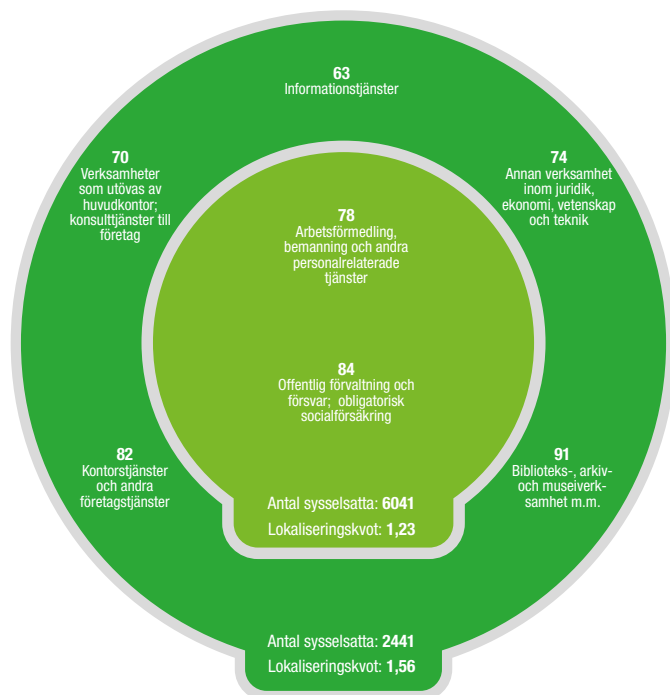 63
Informationstjänster
70
Verksamheter
som utövas av
huvudkontor;
konsulttjänster till
företag
74
Annan verksamhet
inom juridik,
ekonomi, vetenskap
och teknik
78
Arbetsförmedling,
bemanning och andra
personalrelaterade
tjänster
84
Offentlig förvaltning och
försvar; obligatorisk
socialförsäkring
82
Kontorstjänster
och andra
företagstjänster
91
Biblioteks-, arkiv-
och museiverk-
samhet m.m.
Antal sysselsatta: 6041
Lokaliseringskvot: 1,23
Antal sysselsatta: 2441
Lokaliseringskvot: 1,56